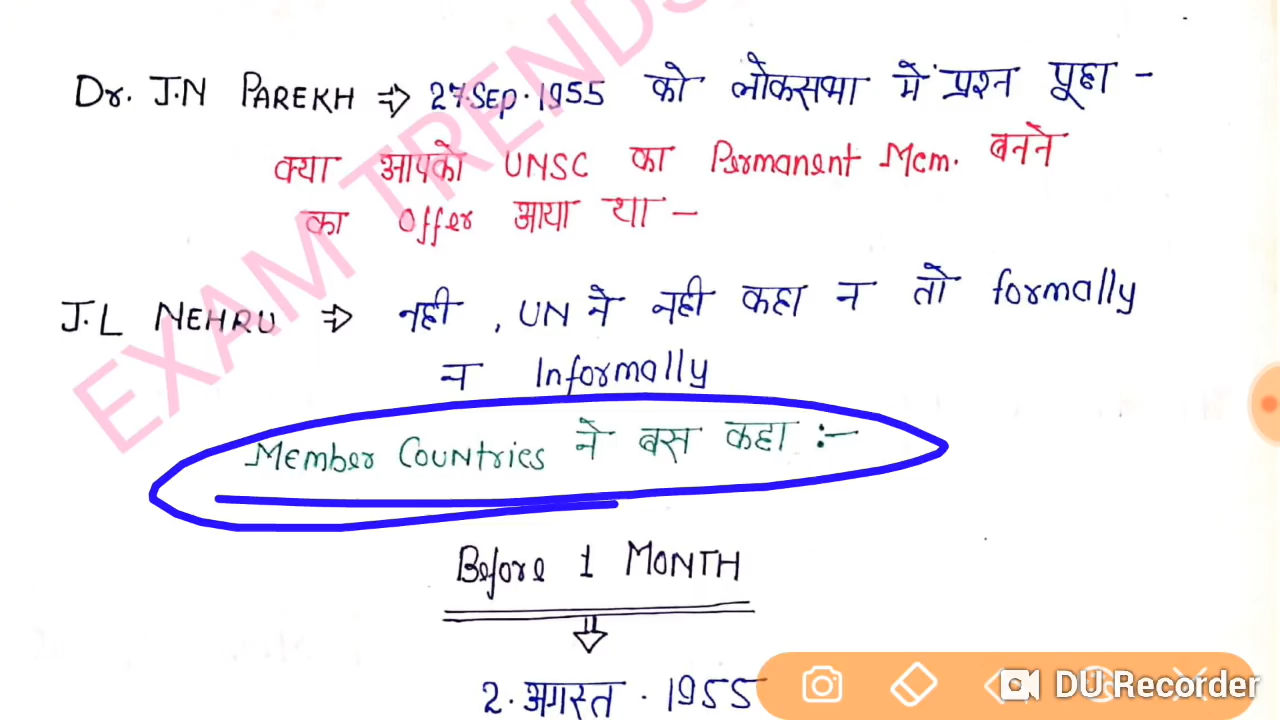 Dr. J.N PAREKH ⇒ 27.Sep.1955 को लोकसभा में प्रश्न पूछा -
क्या आपको UNSC का Permanent Mem. बनने
का Offer आया था -
J.L NEHRU ⇒ नही , UN ने नही कहा न तो formally
न Informally
Member Countries ने बस कहा :-
Before 1 MONTH
2. अगस्त . 1955
EXAM TRENDS
DU Recorder